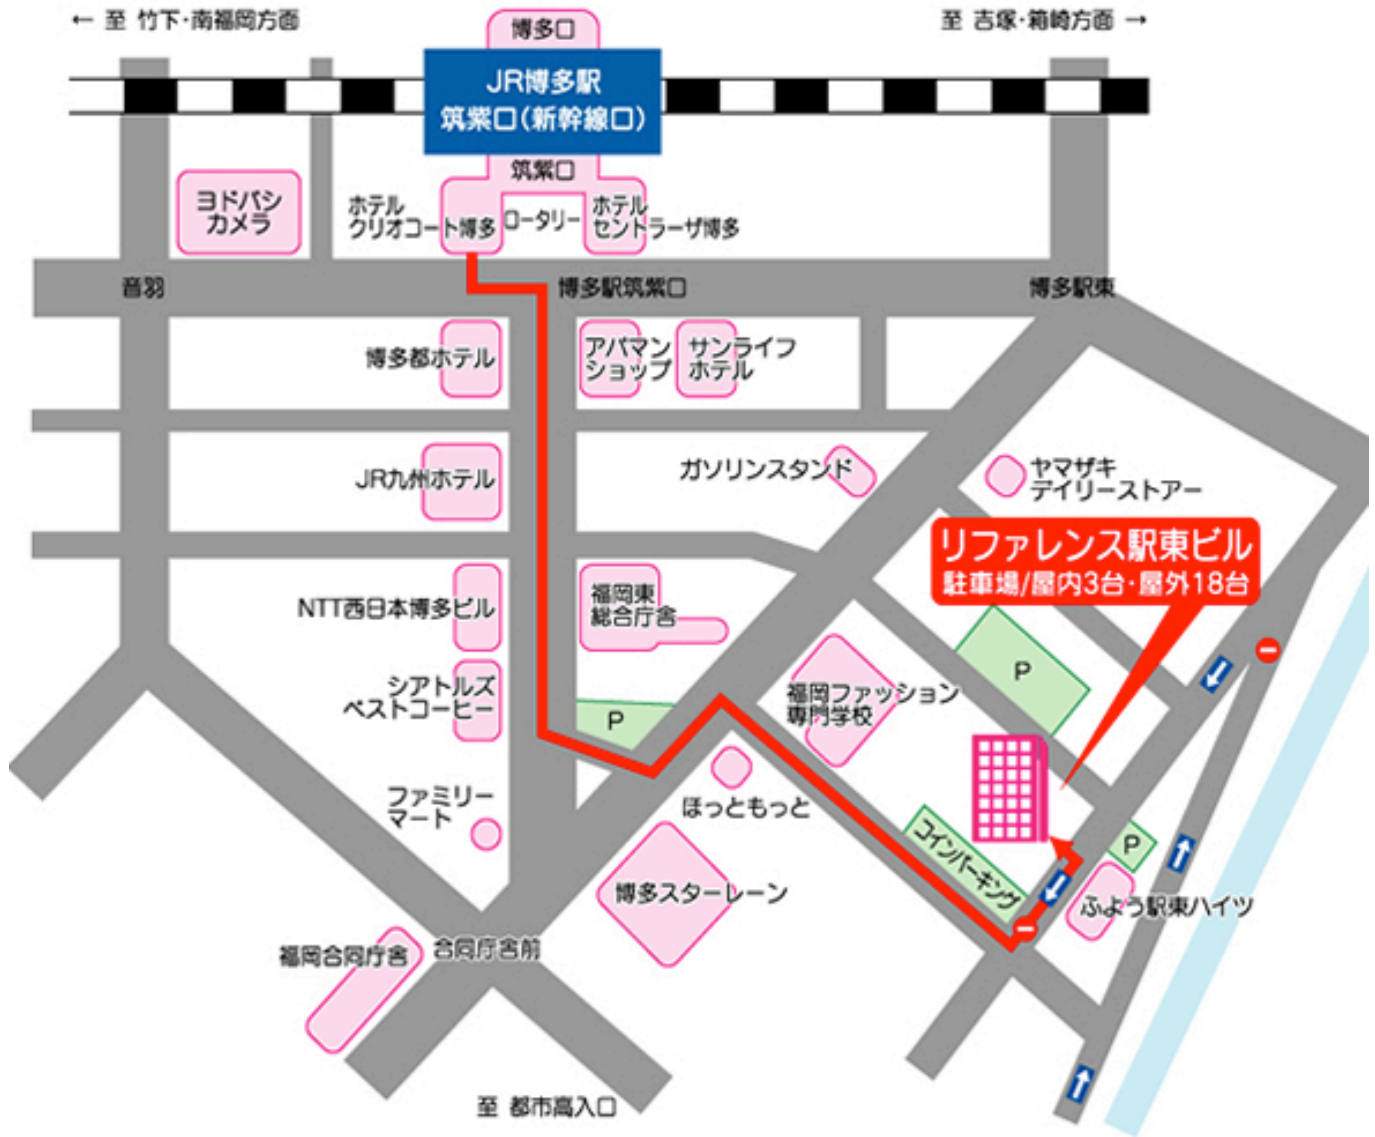 ← 至 竹下･南福岡方面
至 吉塚･箱崎方面 →
博多口
JR博多駅
筑紫口(新幹線口)
筑紫口
ヨドバシ
カメラ
ホテル
クリオコート博多
ロータリー
ホテル
セントラーザ博多
音羽
博多駅筑紫口
博多駅東
博多都ホテル
アパマン
ショップ
サンライフ
ホテル
JR九州ホテル
ガソリンスタンド
ヤマザキ
デイリーストアー
リファレンス駅東ビル
駐車場/屋内3台･屋外18台
NTT西日本博多ビル
福岡東
総合庁舎
P
シアトルズ
ベストコーヒー
P
福岡ファッション
専門学校
ファミリー
マート
ほっともっと
コインパーキング
P
博多スターレーン
ふよう駅東ハイツ
福岡合同庁舎
合同庁舎前
至 都市高入口